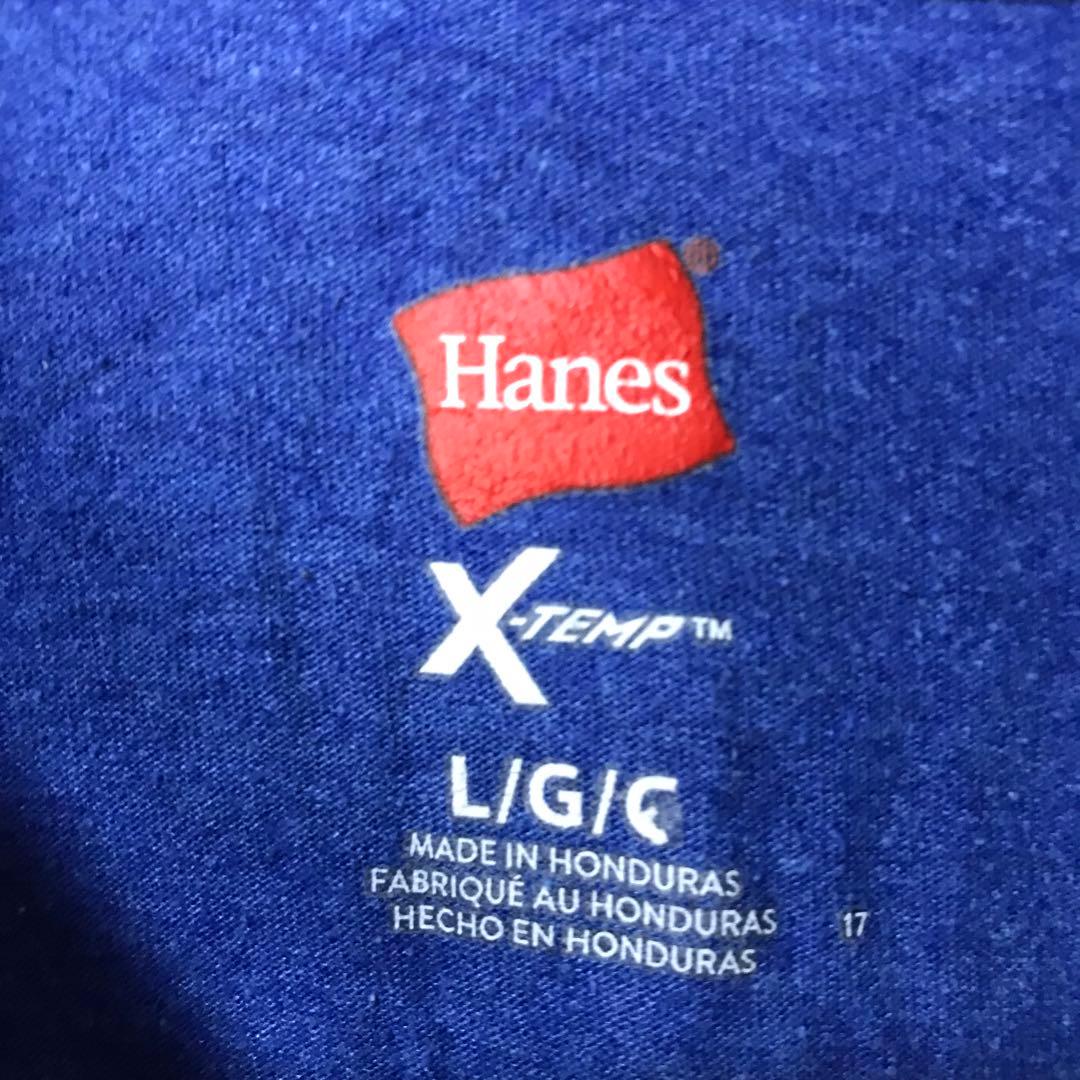 Hanes®
X-TEMP™
L/G/G
MADE IN HONDURAS
FABRIQUÉ AU HONDURAS
HECHO EN HONDURAS
17